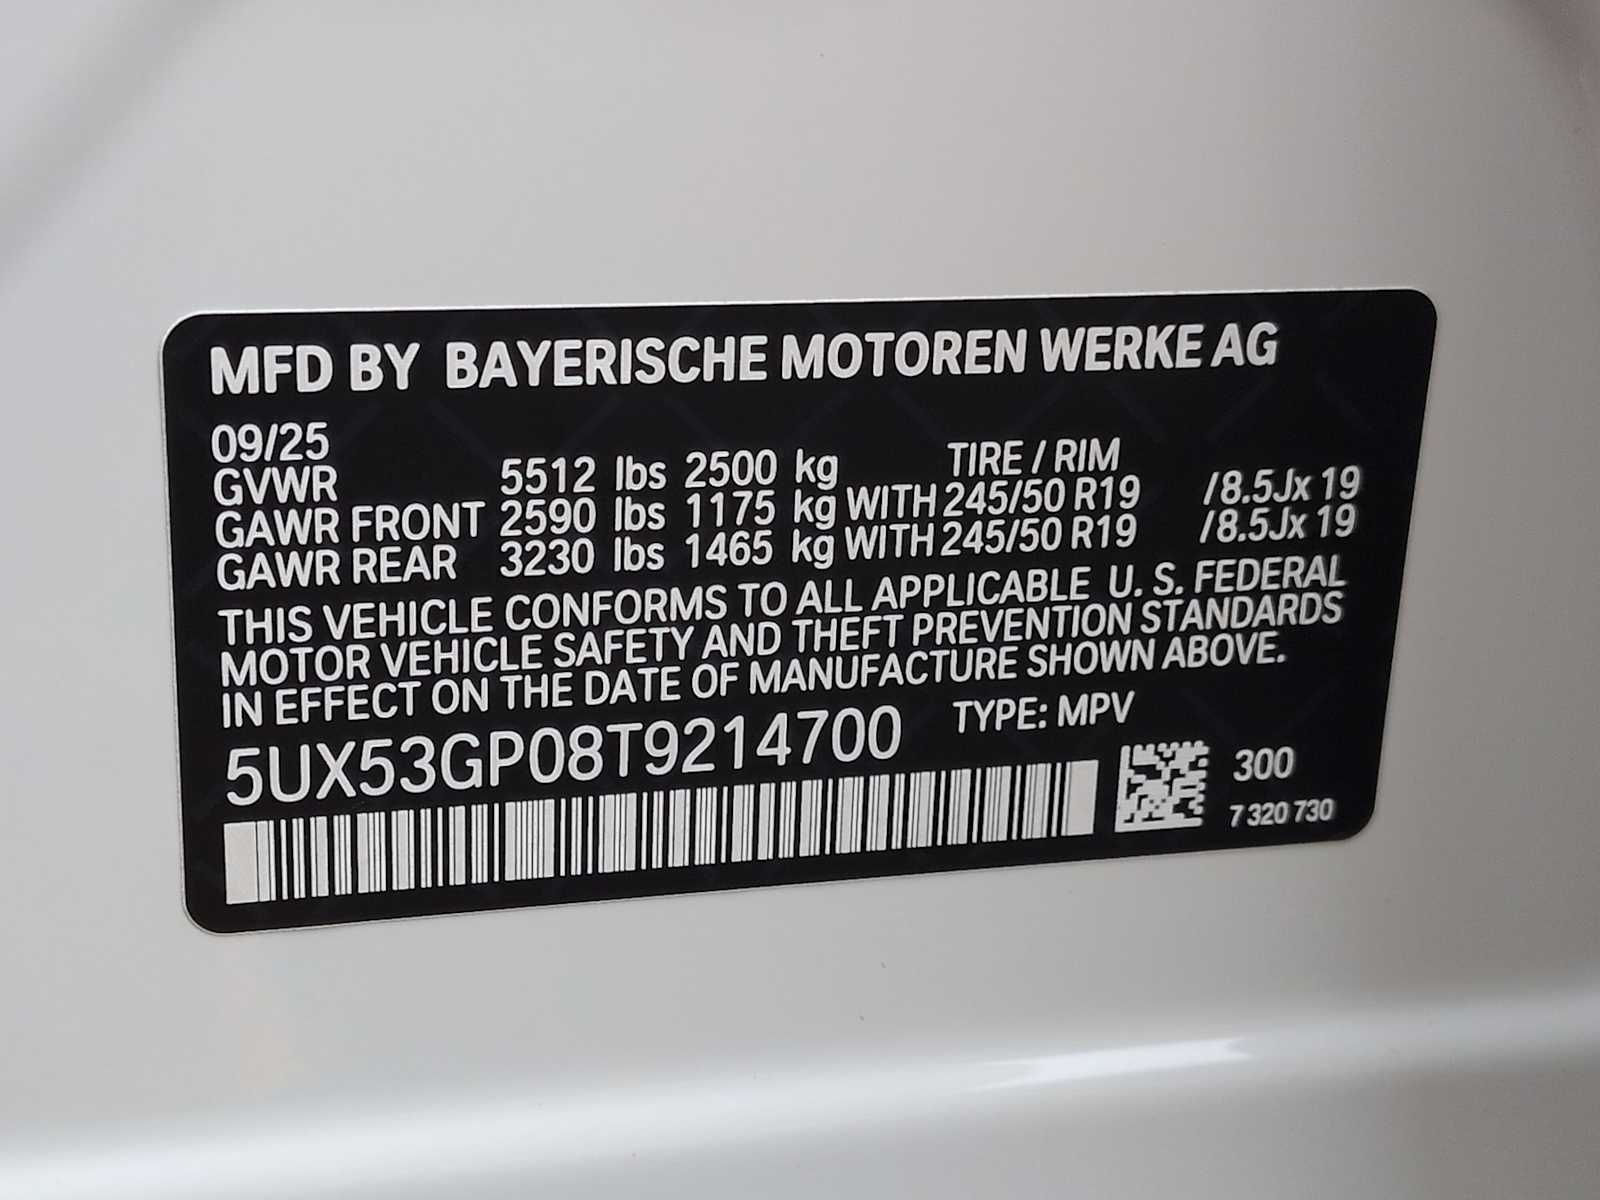 MFD BY BAYERISCHE MOTOREN WERKE AG
09/25
TIRE / RIM
GVWR 5512 lbs 2500 kg
GAWR FRONT 2590 lbs 1175 kg WITH 245/50 R19 /8.5Jx 19
GAWR REAR 3230 lbs 1465 kg WITH 245/50 R19 /8.5Jx 19
THIS VEHICLE CONFORMS TO ALL APPLICABLE U. S. FEDERAL
MOTOR VEHICLE SAFETY AND THEFT PREVENTION STANDARDS
IN EFFECT ON THE DATE OF MANUFACTURE SHOWN ABOVE.
5UX53GP08T9214700 TYPE: MPV
300
7 320 730